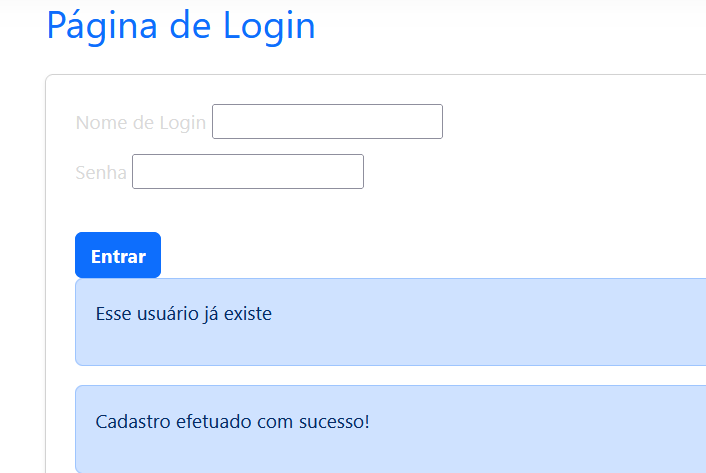 Página de Login
Nome de Login
Senha
Entrar
Esse usuário já existe
Cadastro efetuado com sucesso!